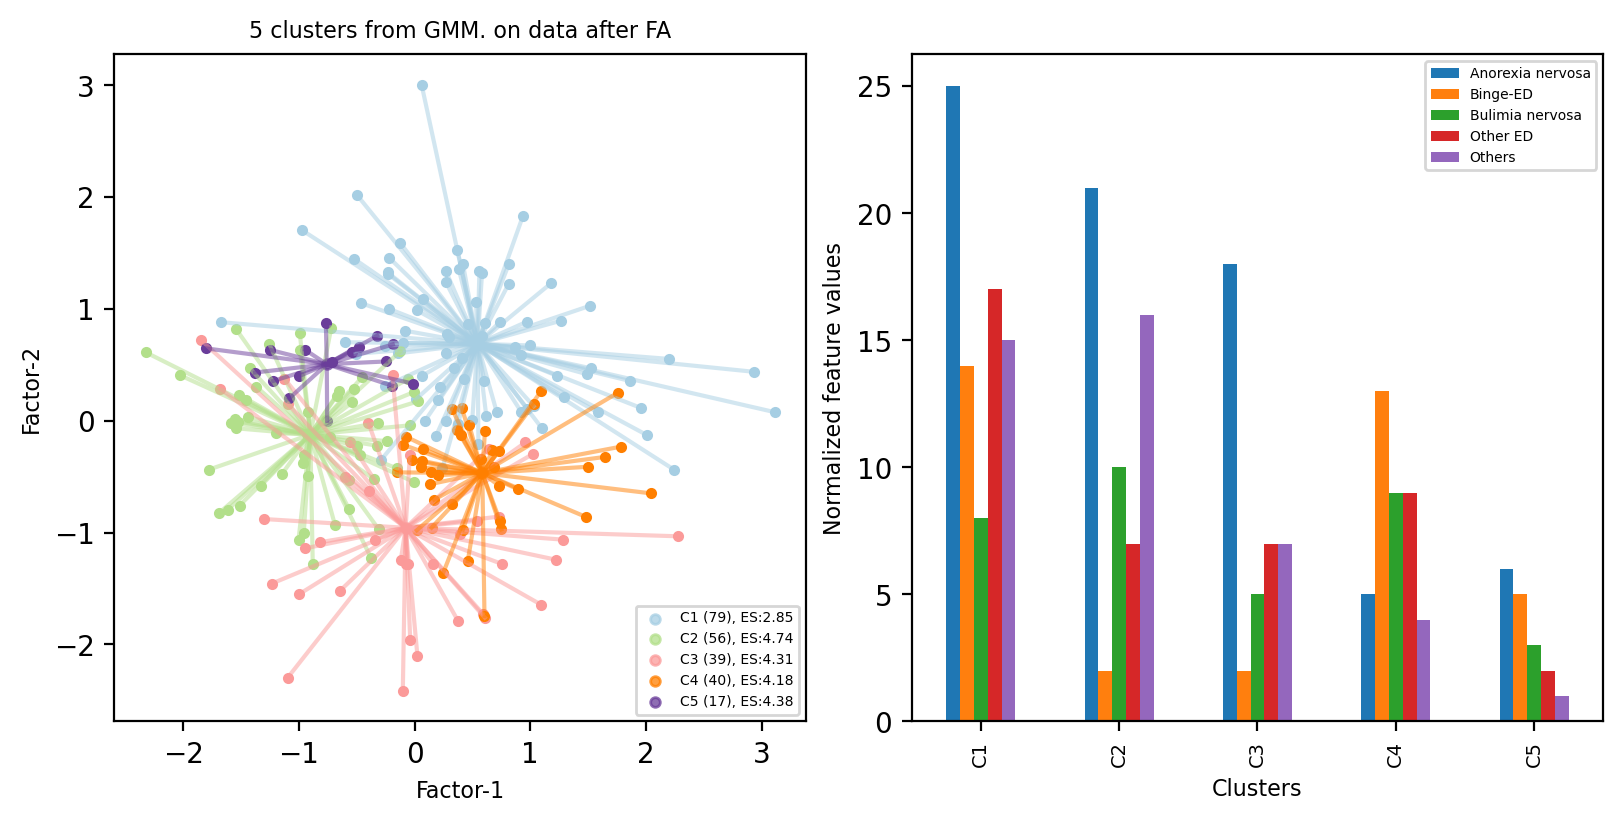 5 clusters from GMM. on data after FA
3
2
1
0
−1
−2
Factor-2
−2
−1
0
1
2
3
Factor-1
C1 (79), ES:2.85
C2 (56), ES:4.74
C3 (39), ES:4.31
C4 (40), ES:4.18
C5 (17), ES:4.38
25
20
15
10
5
0
Normalized feature values
Anorexia nervosa
Binge-ED
Bulimia nervosa
Other ED
Others
C1
C2
C3
C4
C5
Clusters